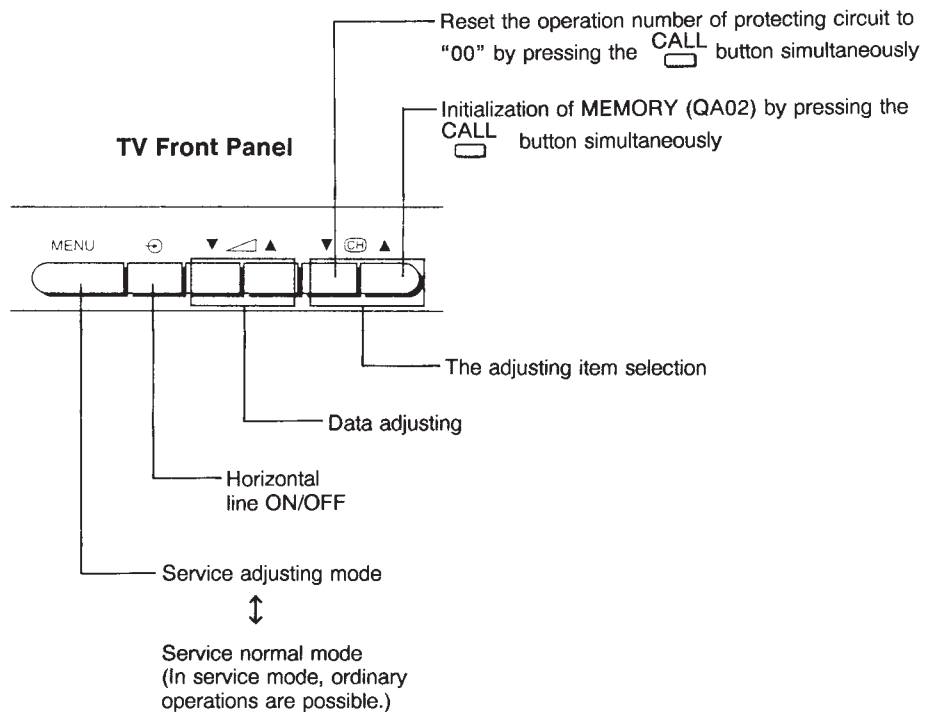 Reset the operation number of protecting circuit to
“00” by pressing the CALL button simultaneously
Initialization of MEMORY (QA02) by pressing the
CALL button simultaneously
TV Front Panel
MENU ▼ ▲ ▼ CH ▲
The adjusting item selection
Data adjusting
Horizontal
line ON/OFF
Service adjusting mode
↕
Service normal mode
(In service mode, ordinary
operations are possible.)